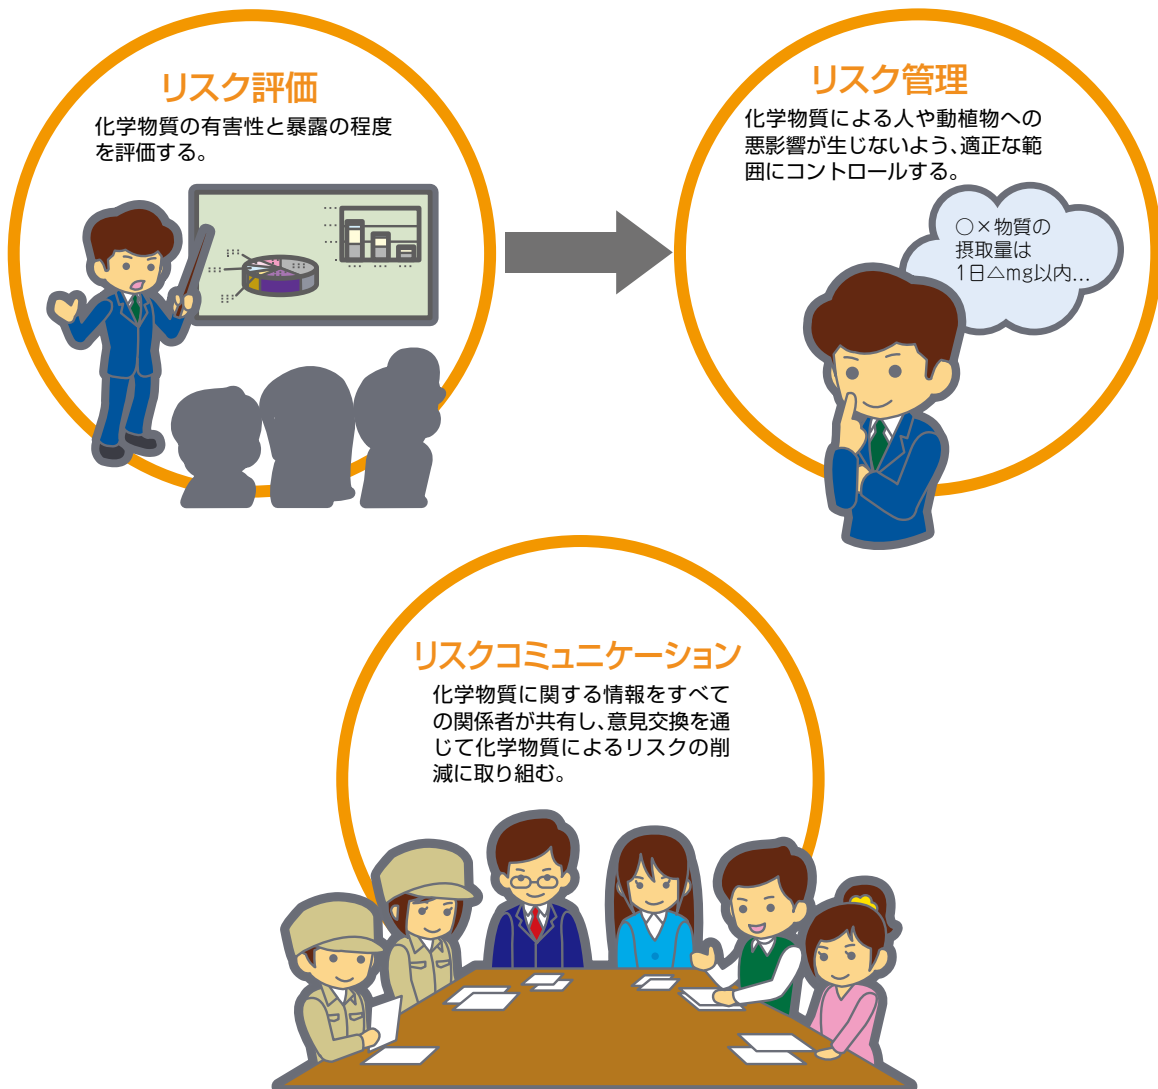 リスク評価
化学物質の有害性と暴露の程度
を評価する。
リスク管理
化学物質による人や動植物への
悪影響が生じないよう、適正な範
囲にコントロールする。
○×物質の
摂取量は
1日△mg以内...
リスクコミュニケーション
化学物質に関する情報をすべて
の関係者が共有し、意見交換を通
じて化学物質によるリスクの削
減に取り組む。